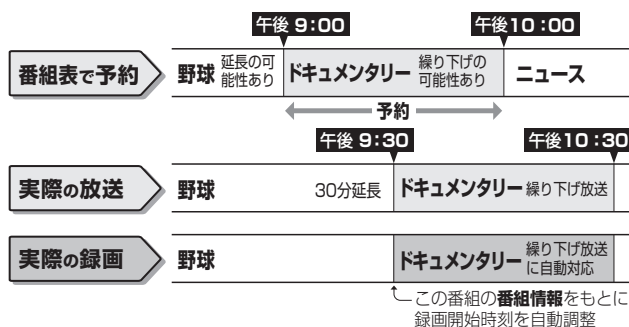 午後 9:00 午後10:00
番組表で予約 野球 延長の可能性あり ドキュメンタリー 繰り下げの可能性あり ニュース
予約
午後 9:30 午後10:30
実際の放送 野球 30分延長 ドキュメンタリー 繰り下げ放送
実際の録画 野球 ドキュメンタリー 繰り下げ放送に自動対応
この番組の番組情報をもとに
録画開始時刻を自動調整